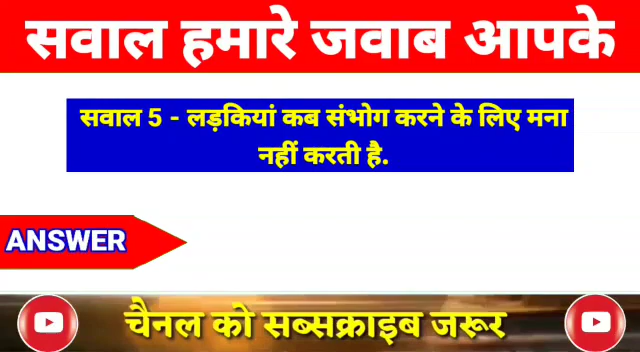 सवाल हमारे जवाब आपके
सवाल 5 - लड़कियां कब संभोग करने के लिए मना
नहीं करती है.
ANSWER
चैनल को सब्सक्राइब जरूर